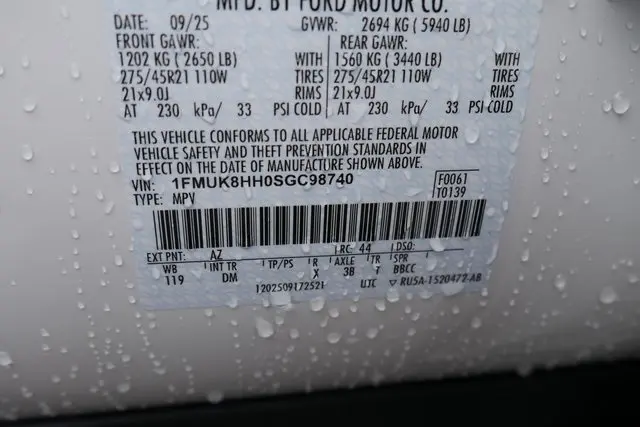 MFD. BY FORD MOTOR CO.
DATE: 09/25 GVWR: 2694 KG ( 5940 LB)
FRONT GAWR: REAR GAWR:
1202 KG ( 2650 LB) WITH 1560 KG ( 3440 LB) WITH
275/45R21 110W TIRES 275/45R21 110W TIRES
21x9.0J RIMS 21x9.0J RIMS
AT 230 kPa/ 33 PSI COLD AT 230 kPa/ 33 PSI COLD
THIS VEHICLE CONFORMS TO ALL APPLICABLE FEDERAL MOTOR
VEHICLE SAFETY AND THEFT PREVENTION STANDARDS IN
EFFECT ON THE DATE OF MANUFACTURE SHOWN ABOVE.
VIN: 1FMUK8HH0SGC98740 F0061
TYPE: MPV T0139
EXT PNT: AZ RC: 44 DSO:
WB INT TR TP/PS R AXLE T SPR
119 DM X 3B T BBCC
1202509172521 UTC ▽ RU5A-1520472-AB